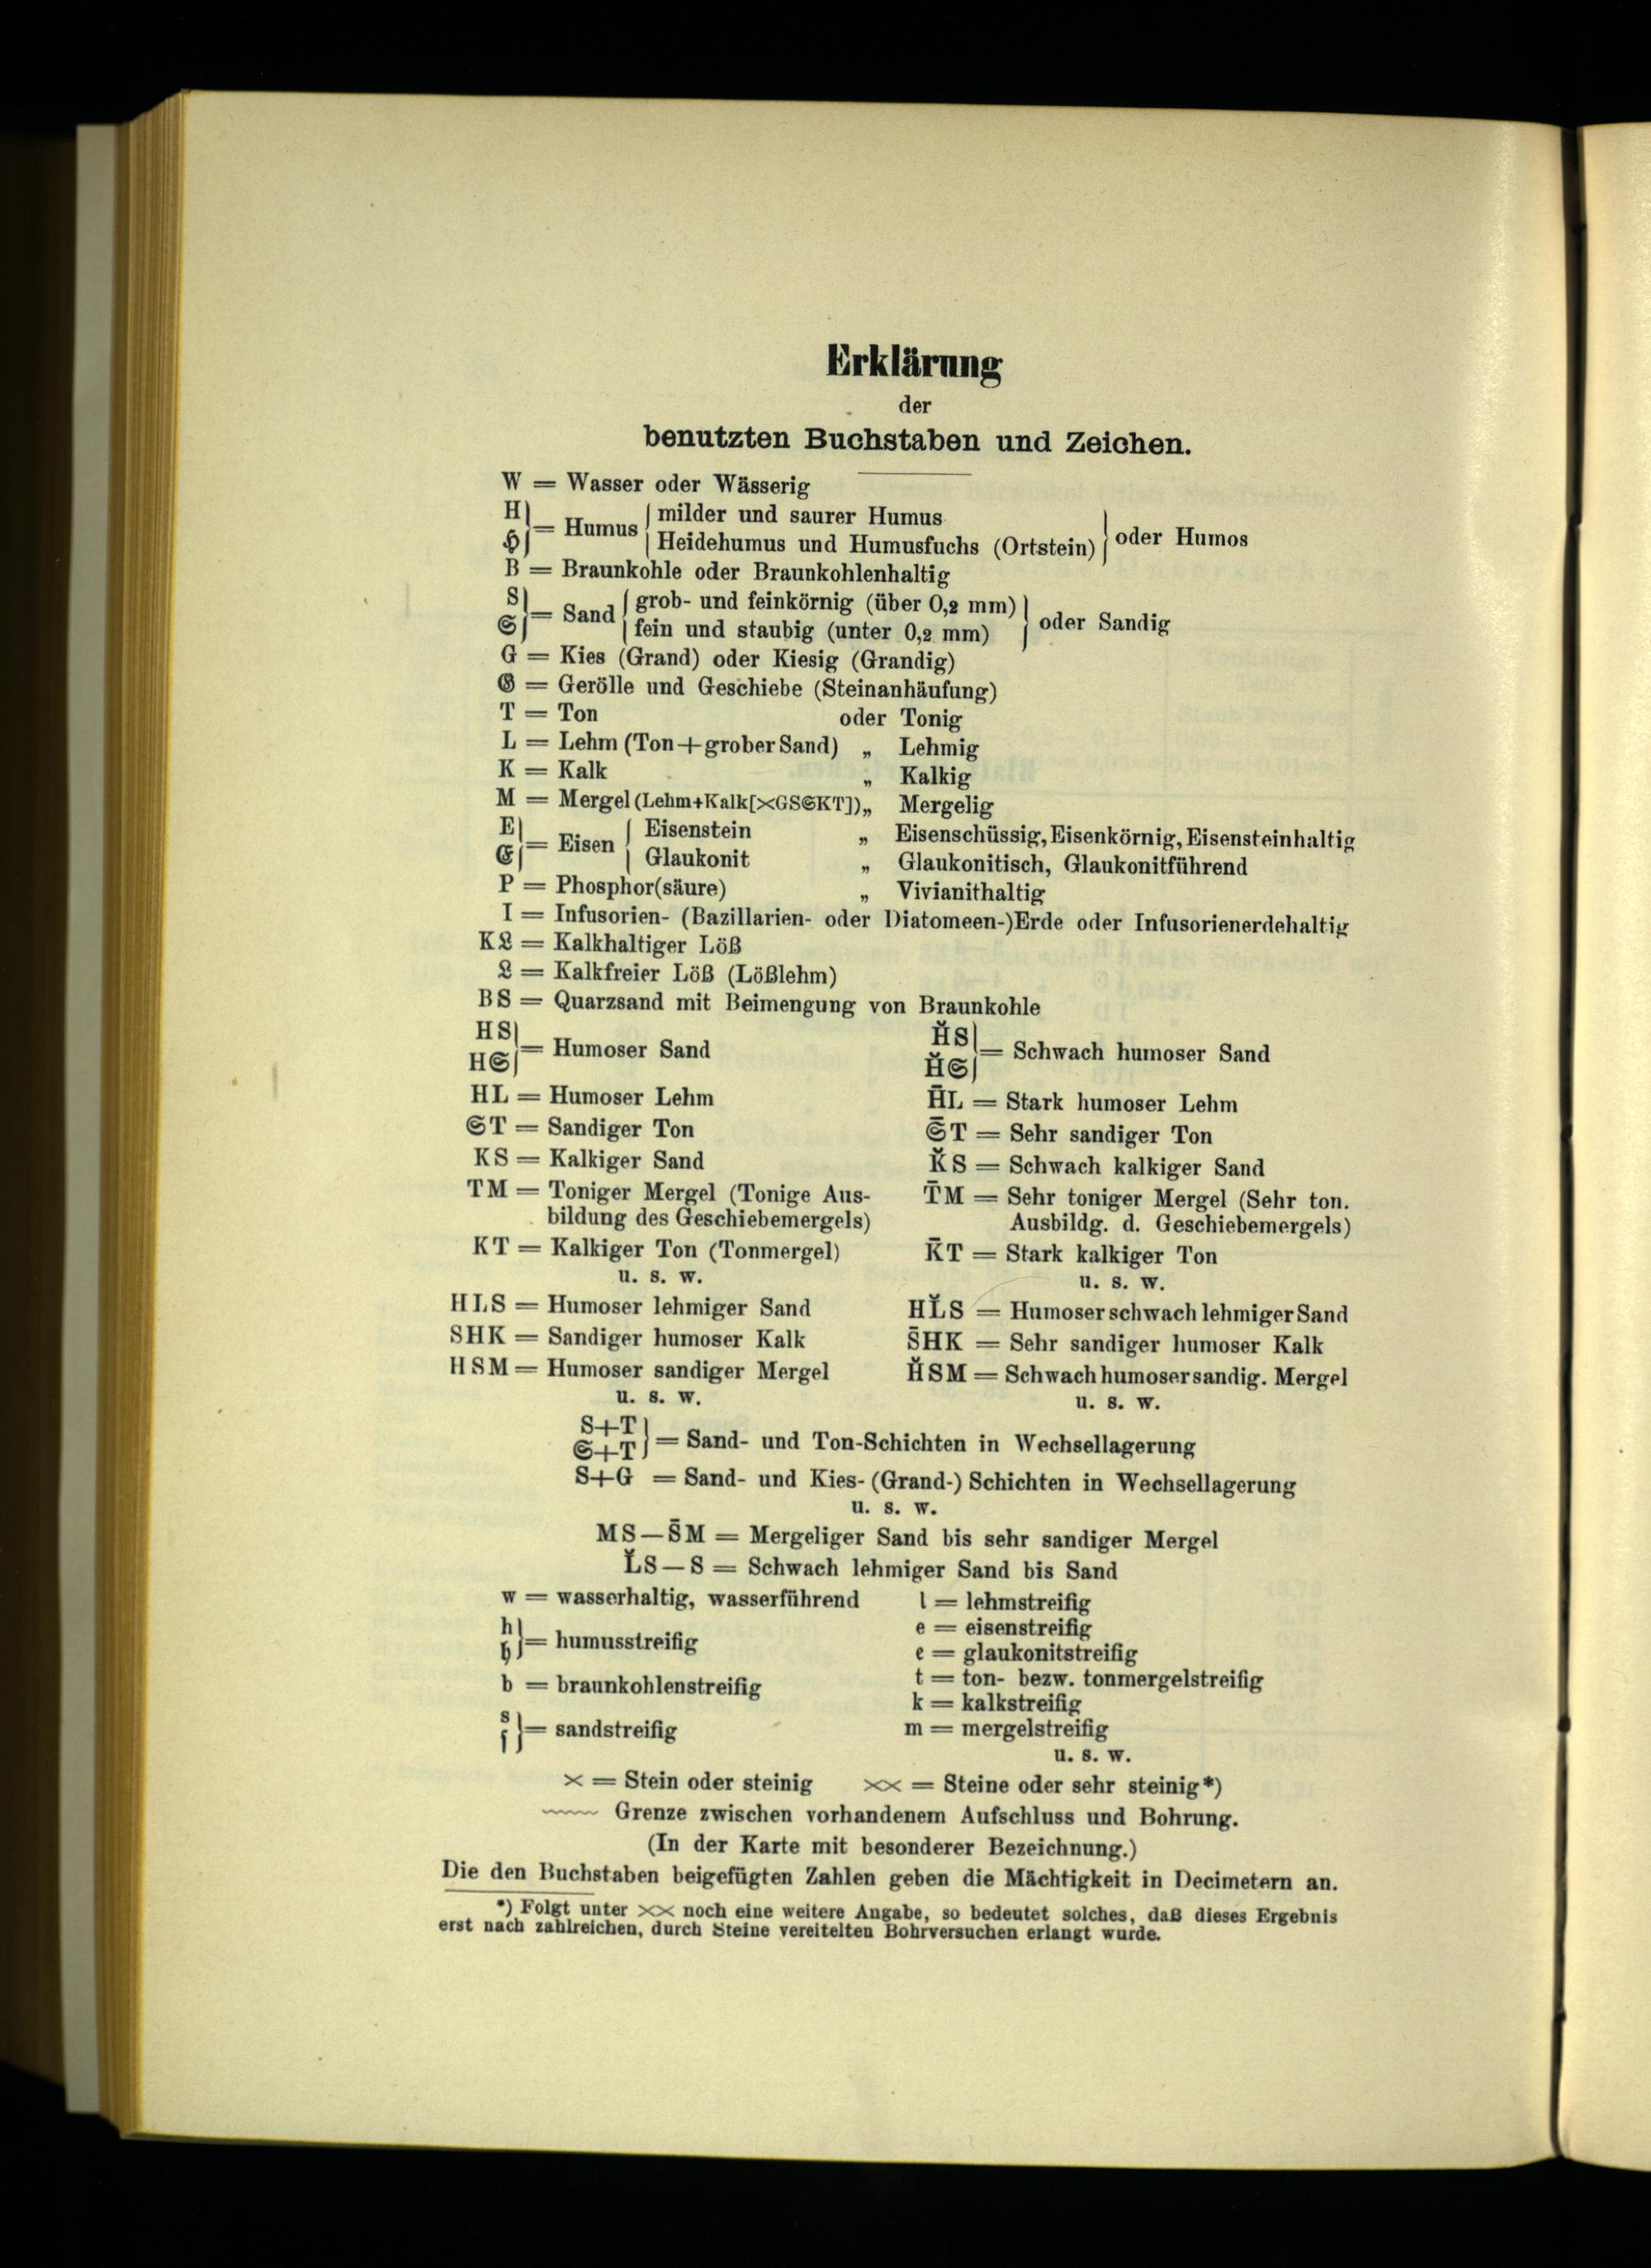 Erklärung
der
benutzten Buchstaben und Zeichen.
W = Wasser oder Wässerig
H
ℌ } = Humus { milder und saurer Humus
Heidehumus und Humusfuchs (Ortstein) } oder Humos
B = Braunkohle oder Braunkohlenhaltig
S
𝔖 } = Sand { grob- und feinkörnig (über 0,2 mm)
fein und staubig (unter 0,2 mm) } oder Sandig
G = Kies (Grand) oder Kiesig (Grandig)
𝔊 = Gerölle und Geschiebe (Steinanhäufung)
T = Ton oder Tonig
L = Lehm (Ton+grober Sand) „ Lehmig
K = Kalk „ Kalkig
M = Mergel (Lehm+Kalk[×GS𝔖KT]) „ Mergelig
E
𝔈 } = Eisen { Eisenstein „ Eisenschüssig, Eisenkörnig, Eisensteinhaltig
Glaukonit „ Glaukonitisch, Glaukonitführend
P = Phosphor(säure) „ Vivianithaltig
I = Infusorien- (Bazillarien- oder Diatomeen-)Erde oder Infusorienerdehaltig
K𝔏 = Kalkhaltiger Löß
𝔏 = Kalkfreier Löß (Lößlehm)
BS = Quarzsand mit Beimengung von Braunkohle
HS
H𝔖 } = Humoser Sand
H̆S
H̆𝔖 } = Schwach humoser Sand
HL = Humoser Lehm H̄L = Stark humoser Lehm
𝔖T = Sandiger Ton 𝔖̄T = Sehr sandiger Ton
KS = Kalkiger Sand K̆S = Schwach kalkiger Sand
TM = Toniger Mergel (Tonige Aus- T̄M = Sehr toniger Mergel (Sehr ton.
bildung des Geschiebemergels) Ausbildg. d. Geschiebemergels)
KT = Kalkiger Ton (Tonmergel) K̄T = Stark kalkiger Ton
u. s. w. u. s. w.
HLS = Humoser lehmiger Sand HL̆S = Humoser schwach lehmiger Sand
SHK = Sandiger humoser Kalk S̄HK = Sehr sandiger humoser Kalk
HSM = Humoser sandiger Mergel H̆SM = Schwach humoser sandig. Mergel
u. s. w. u. s. w.
S+T
𝔖+T } = Sand- und Ton-Schichten in Wechsellagerung
S+G = Sand- und Kies- (Grand-) Schichten in Wechsellagerung
u. s. w.
MS—S̄M = Mergeliger Sand bis sehr sandiger Mergel
L̆S—S = Schwach lehmiger Sand bis Sand
w = wasserhaltig, wasserführend
h
𝔥 } = humusstreifig
b = braunkohlenstreifig
s
ſ } = sandstreifig
l = lehmstreifig
e = eisenstreifig
𝔢 = glaukonitstreifig
t = ton- bezw. tonmergelstreifig
k = kalkstreifig
m = mergelstreifig
u. s. w.
× = Stein oder steinig ×× = Steine oder sehr steinig*)
Grenze zwischen vorhandenem Aufschluss und Bohrung.
(In der Karte mit besonderer Bezeichnung.)
Die den Buchstaben beigefügten Zahlen geben die Mächtigkeit in Decimetern an.
*) Folgt unter ×× noch eine weitere Angabe, so bedeutet solches, daß dieses Ergebnis
erst nach zahlreichen, durch Steine vereitelten Bohrversuchen erlangt wurde.